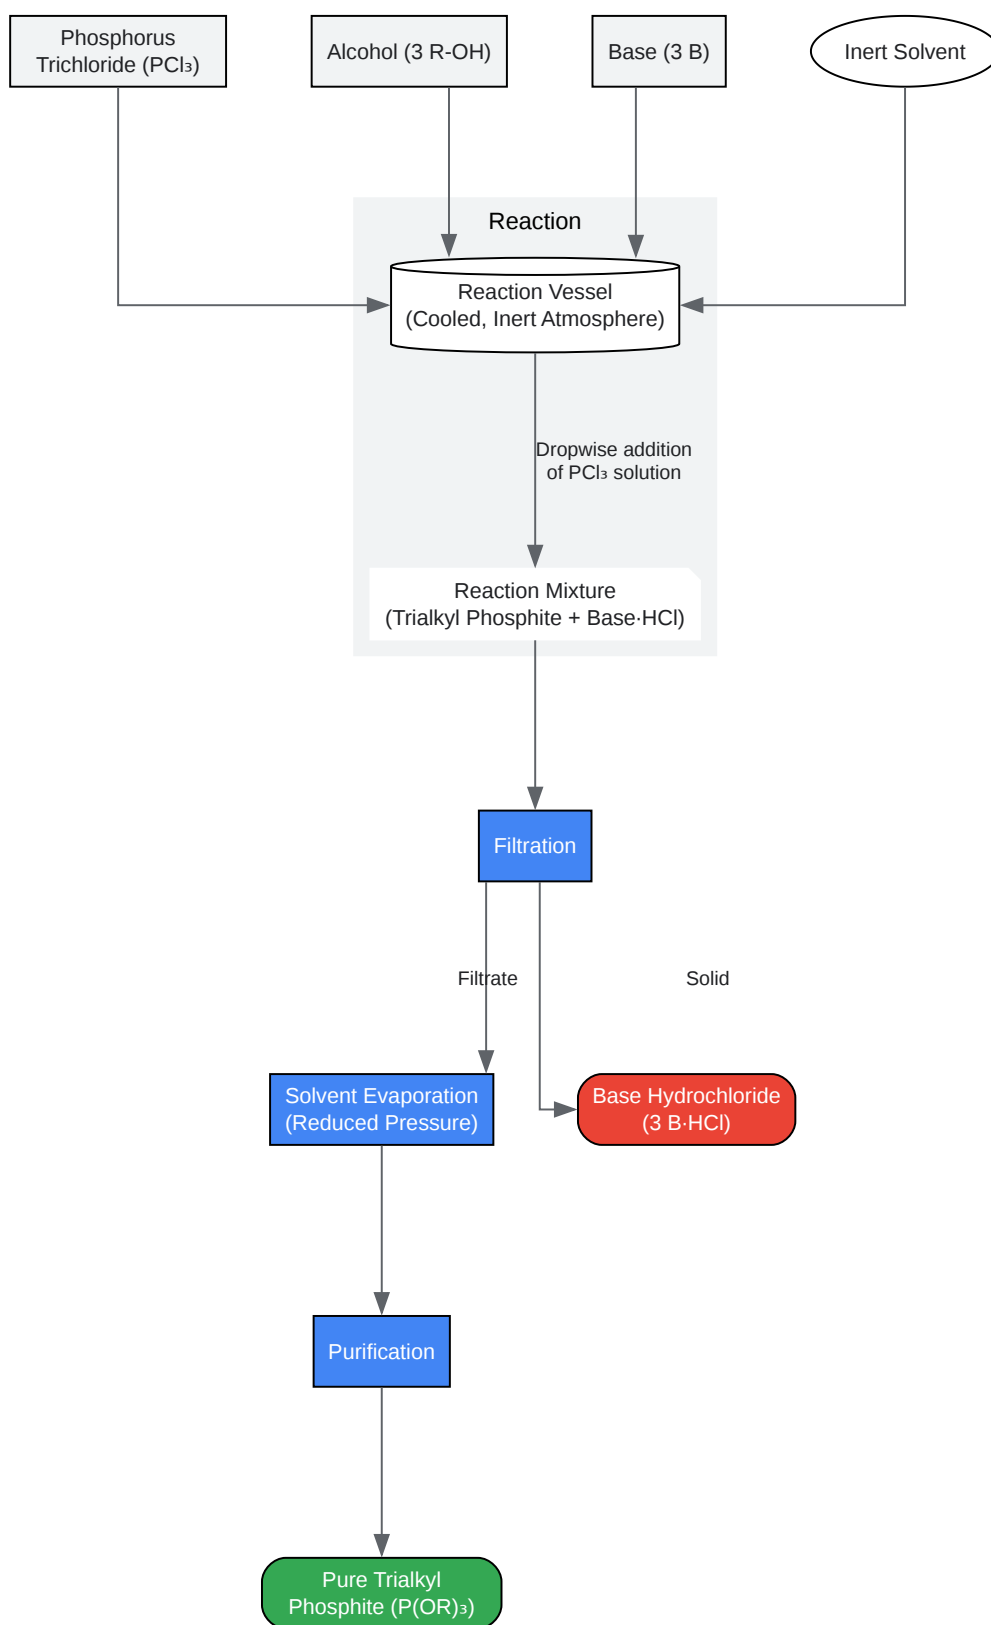 Phosphorus
Trichloride (PCl₃)
Alcohol (3 R-OH)
Base (3 B)
Inert Solvent
Reaction
Reaction Vessel
(Cooled, Inert Atmosphere)
Dropwise addition
of PCl₃ solution
Reaction Mixture
(Trialkyl Phosphite + Base·HCl)
Filtration
Filtrate
Solid
Solvent Evaporation
(Reduced Pressure)
Base Hydrochloride
(3 B·HCl)
Purification
Pure Trialkyl
Phosphite (P(OR)₃)